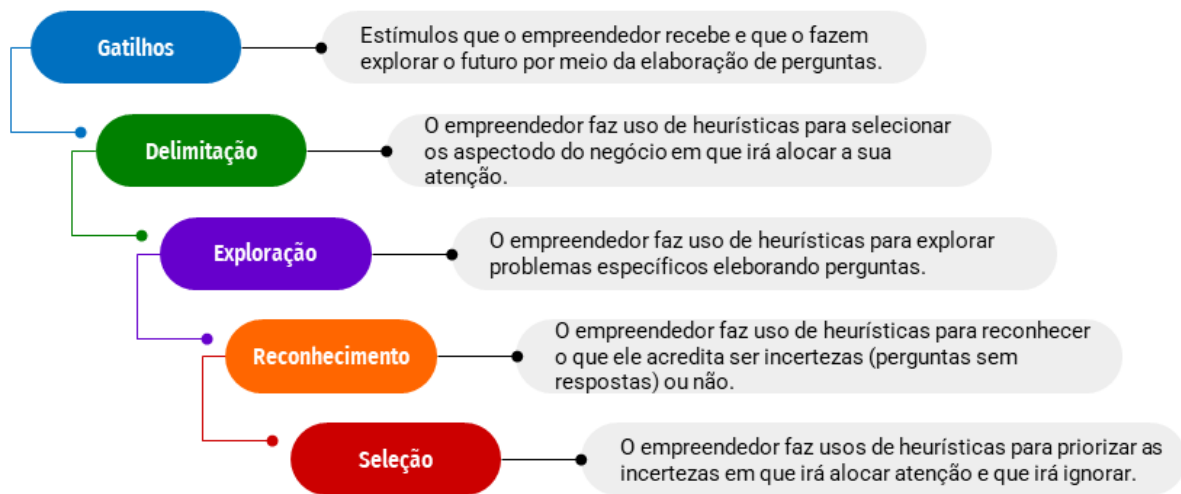 Gatilhos
Estímulos que o empreendedor recebe e que o fazem
explorar o futuro por meio da elaboração de perguntas.
Delimitação
O empreendedor faz uso de heurísticas para selecionar
os aspectodo do negócio em que irá alocar a sua
atenção.
Exploração
O empreendedor faz uso de heurísticas para explorar
problemas específicos eleborando perguntas.
Reconhecimento
O empreendedor faz uso de heurísticas para reconhecer
o que ele acredita ser incertezas (perguntas sem
respostas) ou não.
Seleção
O empreendedor faz usos de heurísticas para priorizar as
incertezas em que irá alocar atenção e que irá ignorar.